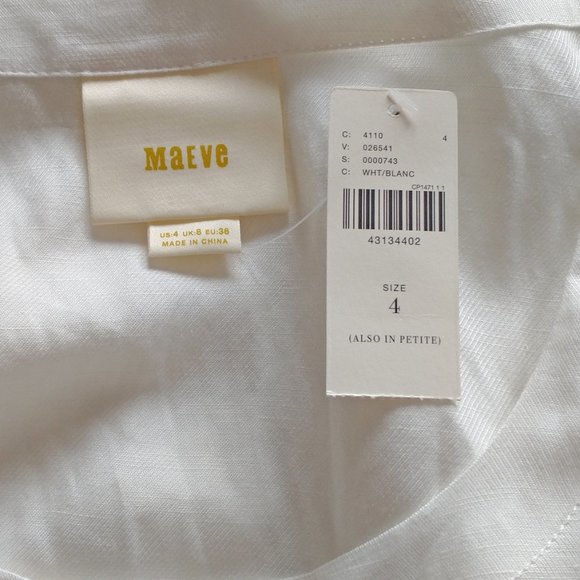 MaEVe
US:4 UK:8 EU:36
MADE IN CHINA
C: 4110 4
V: 026541
S: 0000743
C: WHT/BLANC
CP1471 1 1
43134402
SIZE
4
(ALSO IN PETITE)